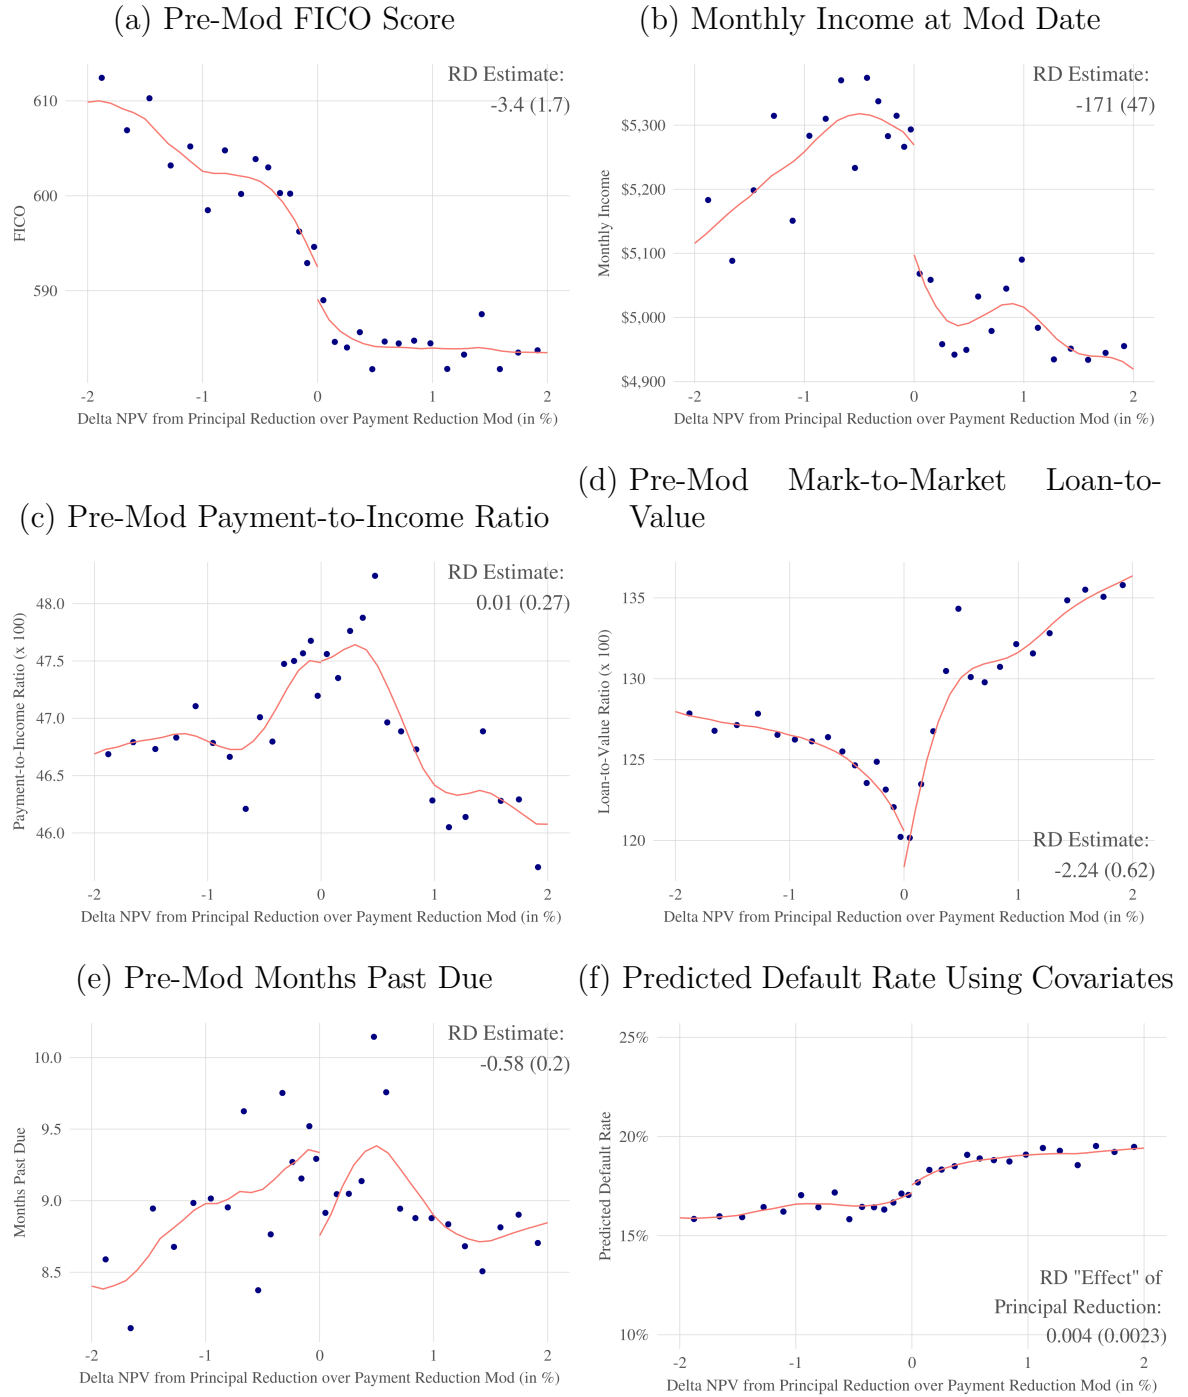 (a) Pre-Mod FICO Score
RD Estimate:
-3.4 (1.7)
610
600
590
FICO
-2 -1 0 1 2
Delta NPV from Principal Reduction over Payment Reduction Mod (in %)
(b) Monthly Income at Mod Date
RD Estimate:
-171 (47)
$5,300
$5,200
$5,100
$5,000
$4,900
Monthly Income
-2 -1 0 1 2
Delta NPV from Principal Reduction over Payment Reduction Mod (in %)
(c) Pre-Mod Payment-to-Income Ratio
RD Estimate:
0.01 (0.27)
48.0
47.5
47.0
46.5
46.0
Payment-to-Income Ratio (x 100)
-2 -1 0 1 2
Delta NPV from Principal Reduction over Payment Reduction Mod (in %)
(d) Pre-Mod Mark-to-Market Loan-to-
Value
135
130
125
120
Loan-to-Value Ratio (x 100)
RD Estimate:
-2.24 (0.62)
-2 -1 0 1 2
Delta NPV from Principal Reduction over Payment Reduction Mod (in %)
(e) Pre-Mod Months Past Due
RD Estimate:
-0.58 (0.2)
10.0
9.5
9.0
8.5
Months Past Due
-2 -1 0 1 2
Delta NPV from Principal Reduction over Payment Reduction Mod (in %)
(f) Predicted Default Rate Using Covariates
25%
20%
15%
10%
Predicted Default Rate
RD "Effect" of
Principal Reduction:
0.004 (0.0023)
-2 -1 0 1 2
Delta NPV from Principal Reduction over Payment Reduction Mod (in %)